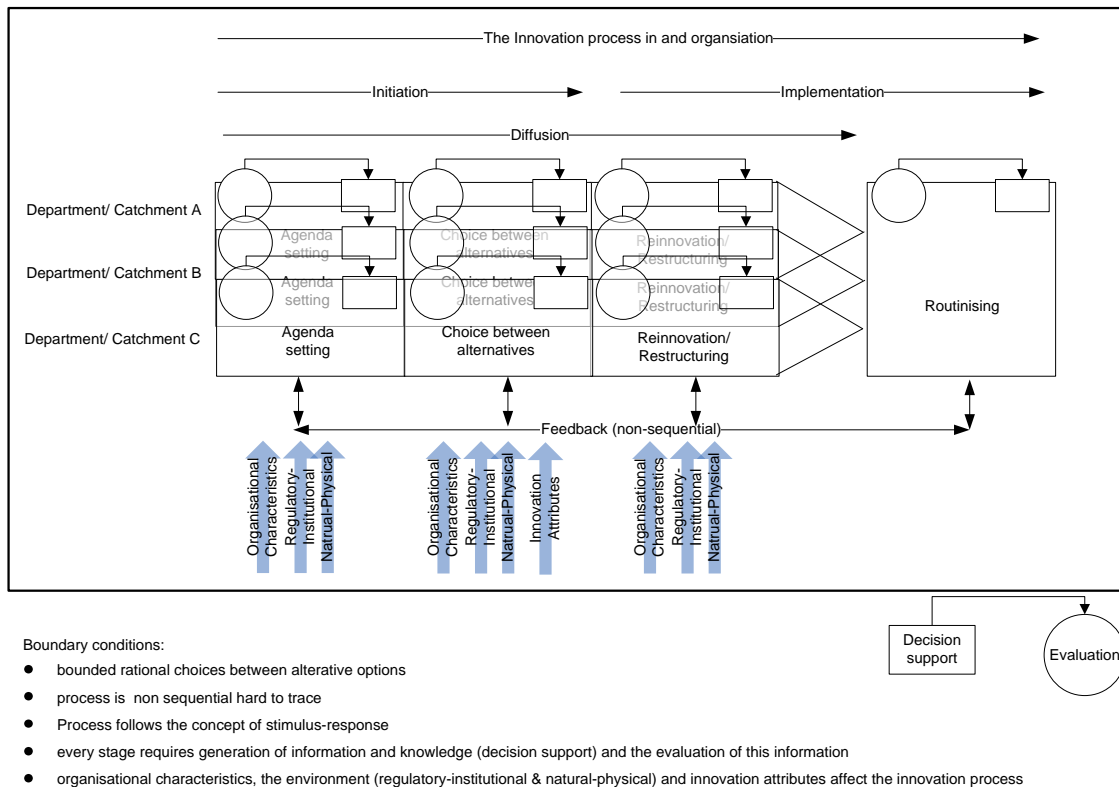 The Innovation process in and organsiation
Initiation
Implementation
Diffusion
Department/ Catchment A
Agenda
setting
Choice between
alternatives
Reinnovation/
Restructuring
Department/ Catchment B
Agenda
setting
Choice between
alternatives
Reinnovation/
Restructuring
Routinising
Department/ Catchment C
Agenda
setting
Choice between
alternatives
Reinnovation/
Restructuring
Feedback (non-sequential)
Organisational
Characteristics
Regulatory-
Institutional
Natrual-Physical
Organisational
Characteristics
Regulatory-
Institutional
Natrual-Physical
Innovation
Attributes
Organisational
Characteristics
Regulatory-
Institutional
Natrual-Physical
Decision
support
Evaluation
Boundary conditions:
● bounded rational choices between alterative options
● process is non sequential hard to trace
● Process follows the concept of stimulus-response
● every stage requires generation of information and knowledge (decision support) and the evaluation of this information
● organisational characteristics, the environment (regulatory-institutional & natural-physical) and innovation attributes affect the innovation process